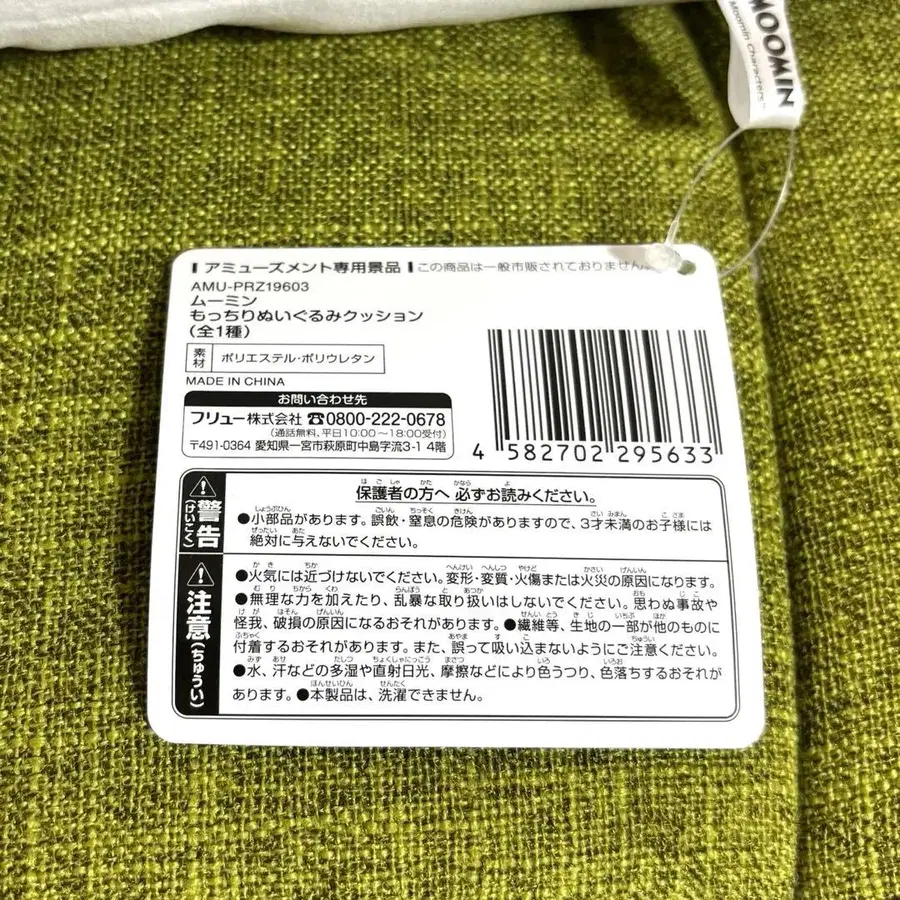 MOOMIN
Moomin Characters™
アミューズメント専用景品 この商品は一般市販されておりません。
AMU-PRZ19603
ムーミン
もっちりぬいぐるみクッション
(全1種)
素材 ポリエステル・ポリウレタン
MADE IN CHINA
お問い合わせ先
フリュー株式会社 ☎0800-222-0678
(通話無料、平日10:00~18:00受付)
〒491-0364 愛知県一宮市萩原町中島字流3-1 4階
4 582702 295633
警告(けいこく)
保護者の方へ 必ずお読みください。
●小部品があります。誤飲・窒息の危険がありますので、3才未満のお子様には
絶対に与えないでください。
注意(ちゅうい)
●火気には近づけないでください。変形・変質・火傷または火災の原因になります。
●無理な力を加えたり、乱暴な取り扱いはしないでください。思わぬ事故や
怪我、破損の原因になるおそれがあります。●繊維等、生地の一部が他のものに
付着するおそれがあります。また、誤って吸い込まないようにご注意ください。
●水、汗などの多湿や直射日光、摩擦などにより色うつり、色落ちするおそれが
あります。●本製品は、洗濯できません。